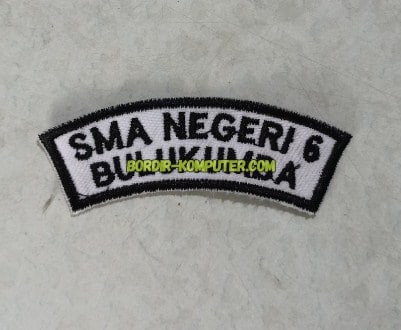 SMA NEGERI 6
BORDIR-KOMPUTER.COM
BULUKUMBA